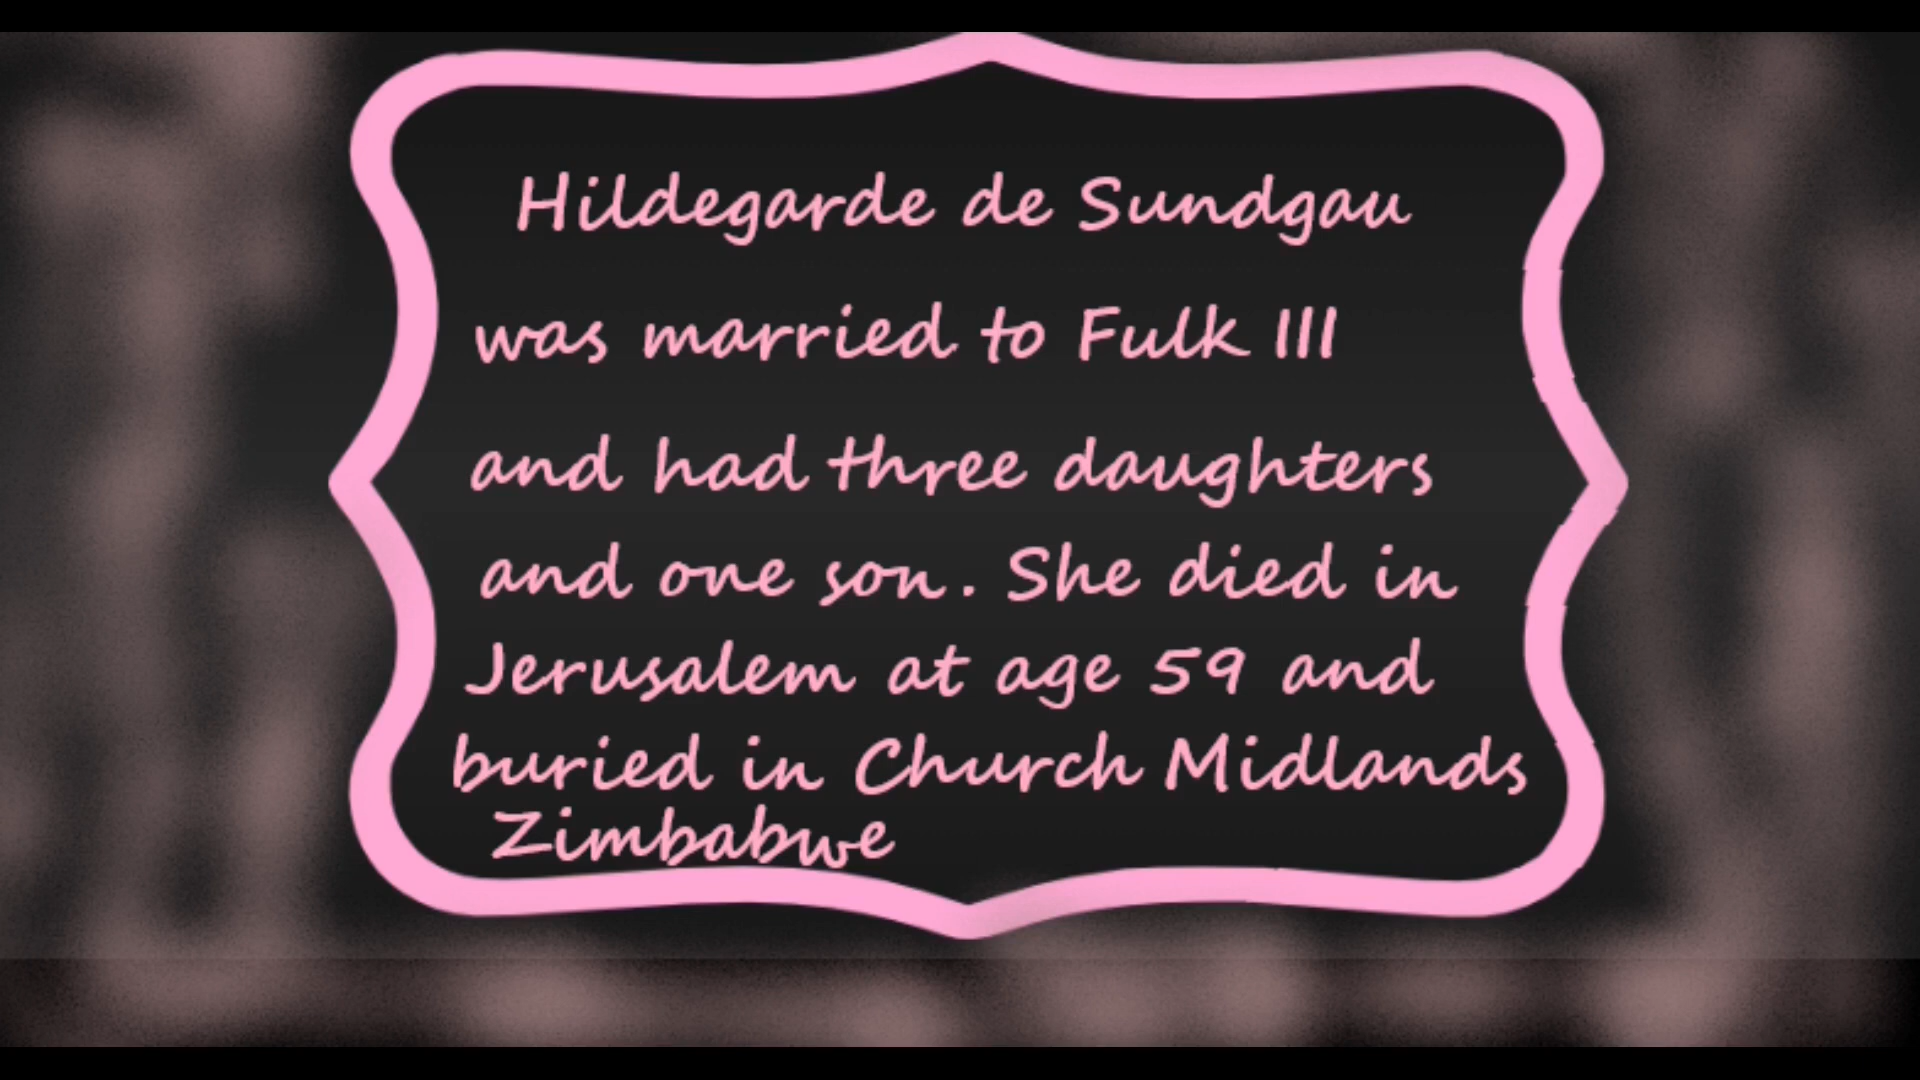 Hildegarde de Sundgau
was married to Fulk III
and had three daughters
and one son. She died in
Jerusalem at age 59 and
buried in Church Midlands
Zimbabwe